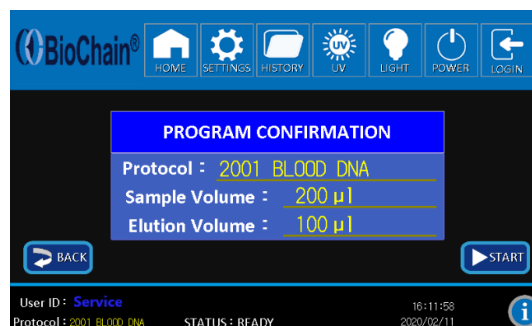 BioChain®
HOME SETTINGS HISTORY UV LIGHT POWER LOGIN
PROGRAM CONFIRMATION
Protocol : 2001 BLOOD DNA
Sample Volume : 200 µl
Elution Volume : 100 µl
BACK
START
User ID : Service
16:11:58
Protocol : 2001 BLOOD DNA STATUS : READY 2020/02/11
i